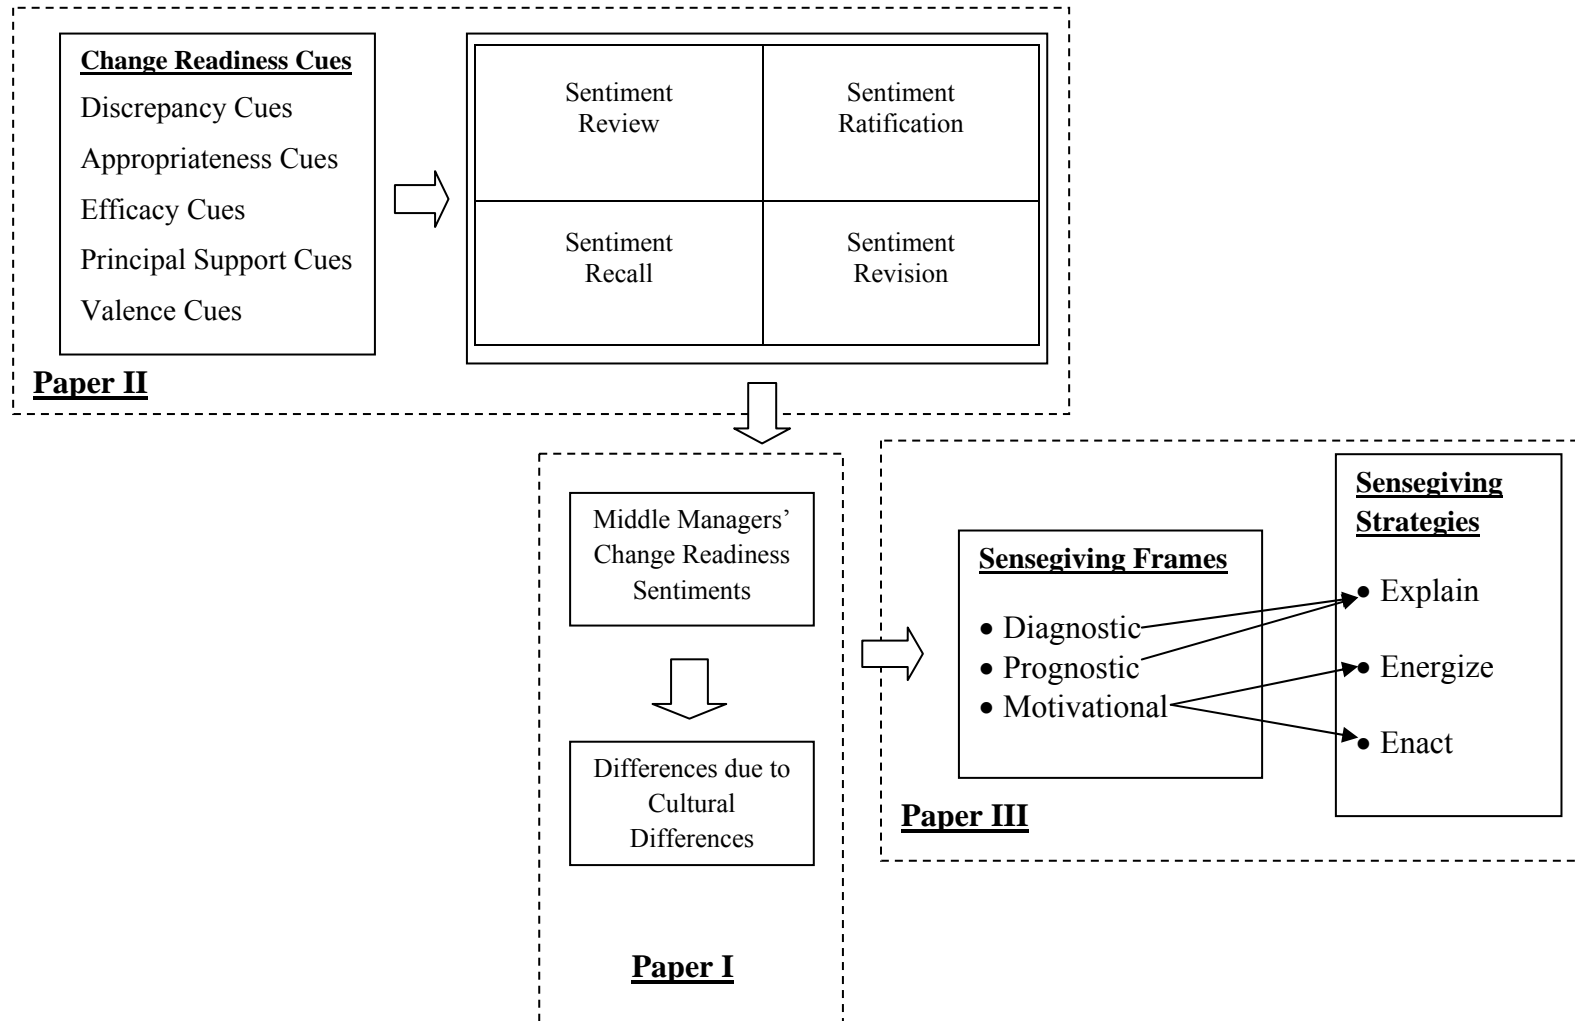 Change Readiness Cues
Discrepancy Cues
Appropriateness Cues
Efficacy Cues
Principal Support Cues
Valence Cues
Sentiment
Review
Sentiment
Ratification
Sentiment
Recall
Sentiment
Revision
Paper II
Middle Managers’
Change Readiness
Sentiments
Differences due to
Cultural
Differences
Paper I
Sensegiving Frames
• Diagnostic
• Prognostic
• Motivational
Sensegiving
Strategies
• Explain
• Energize
• Enact
Paper III